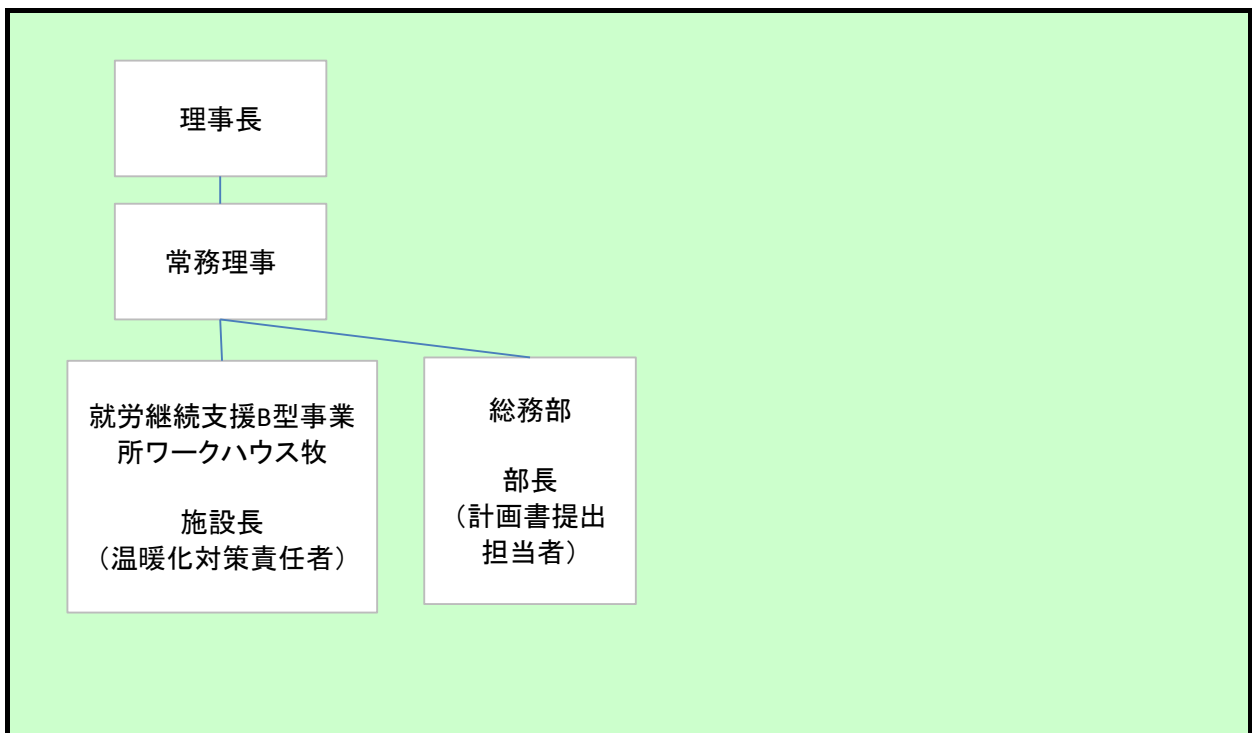 理事長
常務理事
就労継続支援B型事業
所ワークハウス牧
施設長
（温暖化対策責任者）
総務部
部長
（計画書提出
担当者）